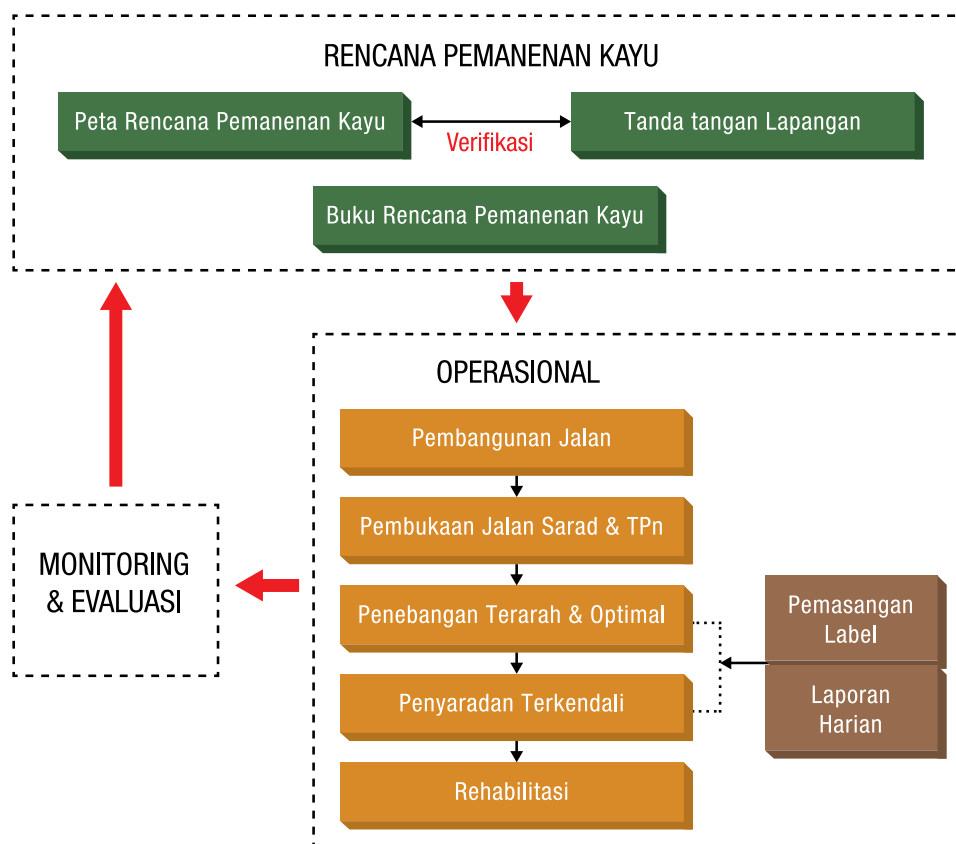 RENCANA PEMANENAN KAYU
Peta Rencana Pemanenan Kayu
Verifikasi
Tanda tangan Lapangan
Buku Rencana Pemanenan Kayu
OPERASIONAL
Pembangunan Jalan
Pembukaan Jalan Sarad & TPn
Penebangan Terarah & Optimal
Penyaradan Terkendali
Rehabilitasi
Pemasangan
Label
Laporan
Harian
MONITORING
& EVALUASI